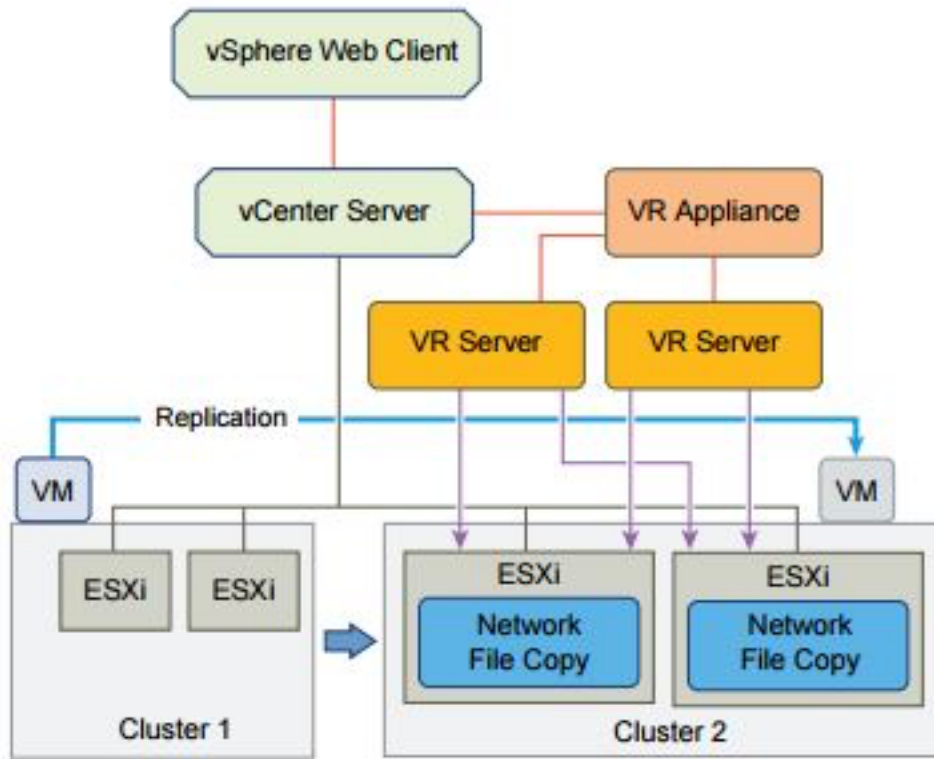 vSphere Web Client
vCenter Server
VR Appliance
VR Server
VR Server
Replication
VM
VM
ESXi
ESXi
ESXi
Network
File Copy
ESXi
Network
File Copy
Cluster 1
Cluster 2